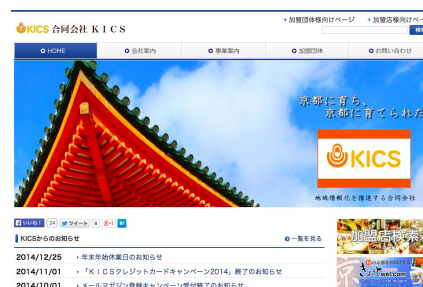 加盟団体様向けページ 加盟店様向けペー
KICS 合同会社 KICS
HOME 会社案内 事業案内 加盟団体 お問い合わせ
京都に育ち、
京都に育てられた
KICS
地域情報化を推進する合同会社
いいね! 24 ツイート 8 g+1 B!
KICSからのお知らせ 一覧を見る
加盟店検索
2014/12/25 年末年始休業日のお知らせ
2014/11/01 「KICSクレジットカードキャンペーン2014」終了のお知らせ
2014/10/01 メールマガジン登録キャンペーン受付終了のお知らせ